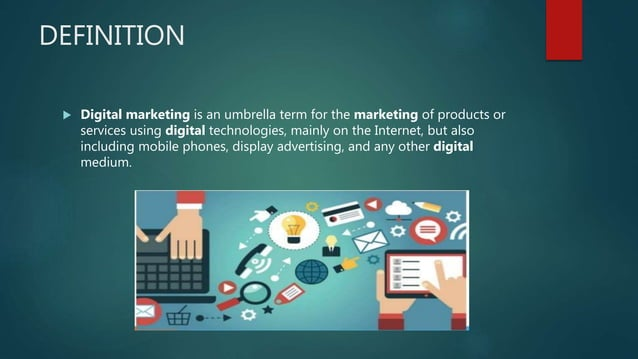 DEFINITION
Digital marketing is an umbrella term for the marketing of products or
services using digital technologies, mainly on the Internet, but also
including mobile phones, display advertising, and any other digital
medium.